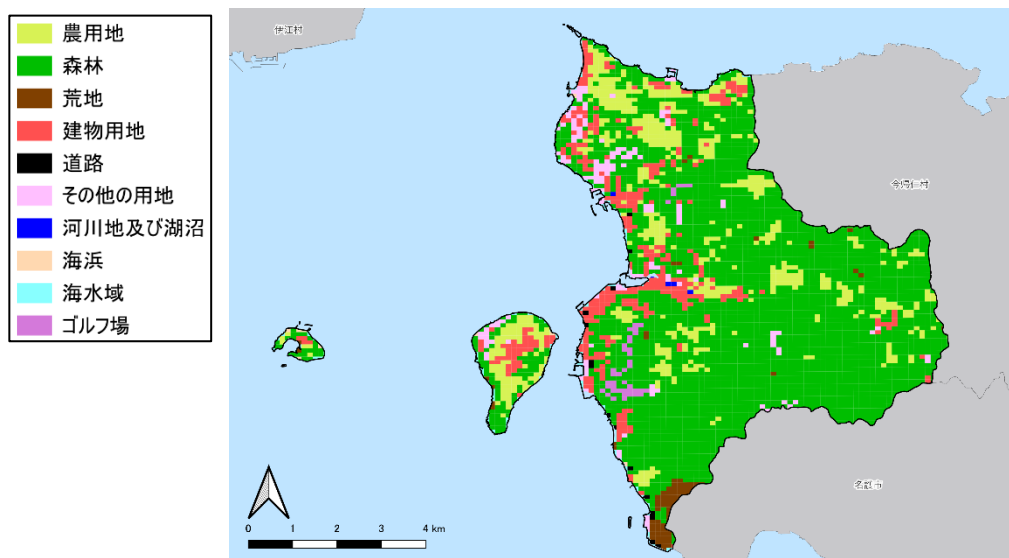 農用地
森林
荒地
建物用地
道路
その他の用地
河川地及び湖沼
海浜
海水域
ゴルフ場
伊江村
今帰仁村
名護市
0 1 2 3 4 km